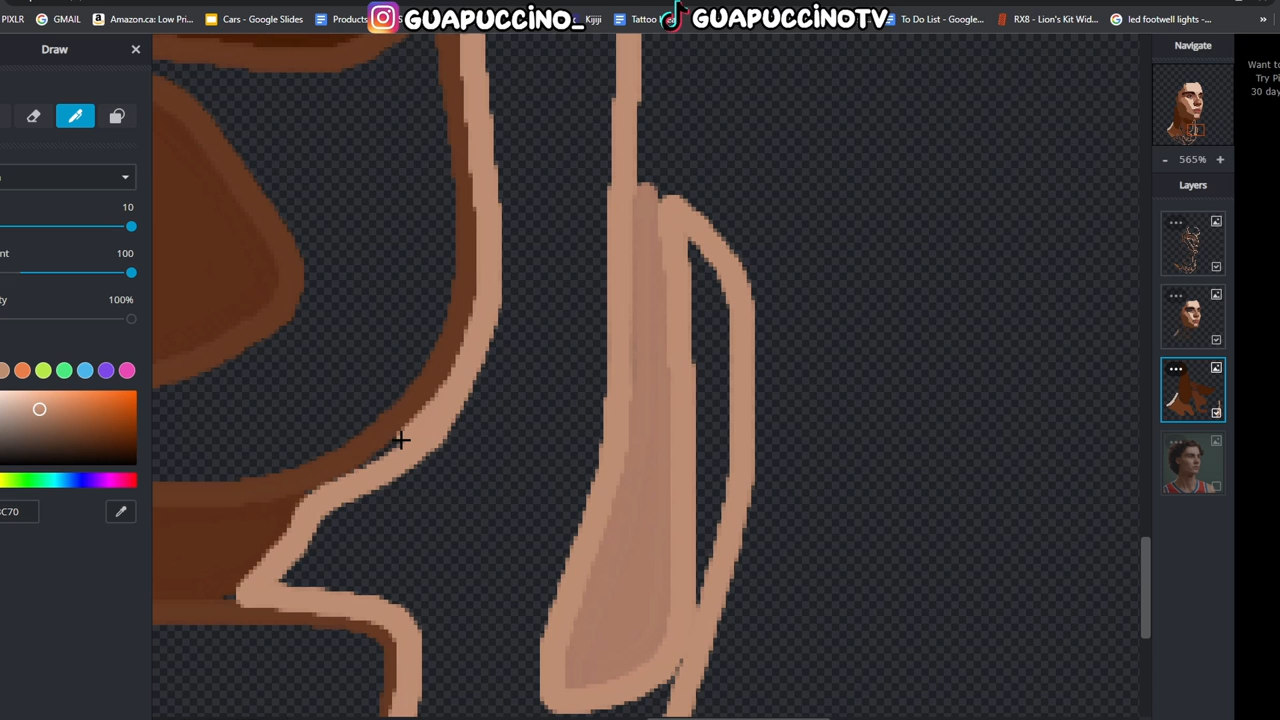 PIXLR
GMAIL
Amazon.ca: Low Pri...
Cars - Google Slides
Products
GUAPUCCINO_
Kijiji
Tattoo
GUAPUCCINOTV
To Do List - Google...
RX8 - Lion's Kit Wid...
led footwell lights -...
»
Draw
Navigate
Want to
Try Pi
30 day
10
nt 100
ty 100%
- 565% +
Layers
C70